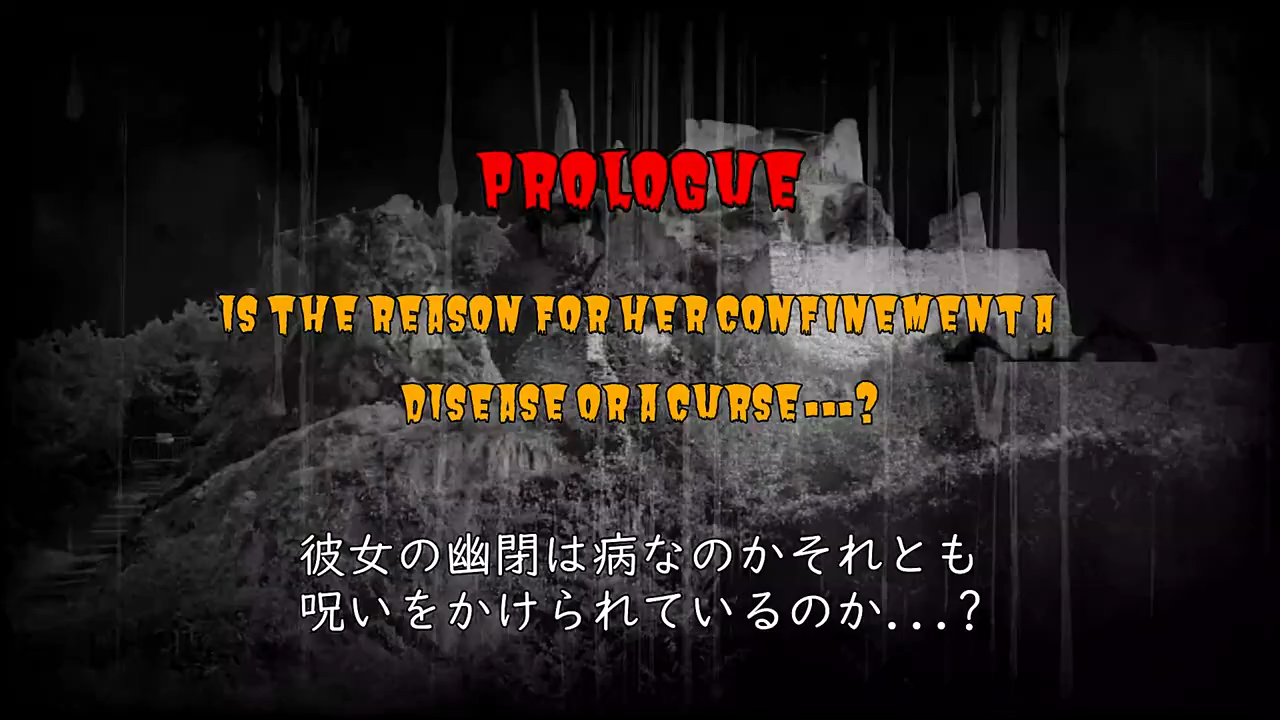 PROLOGUE
IS THE REASON FOR HER CONFINEMENT A
DISEASE OR A CURSE...?
彼女の幽閉は病なのかそれとも
呪いをかけられているのか...？